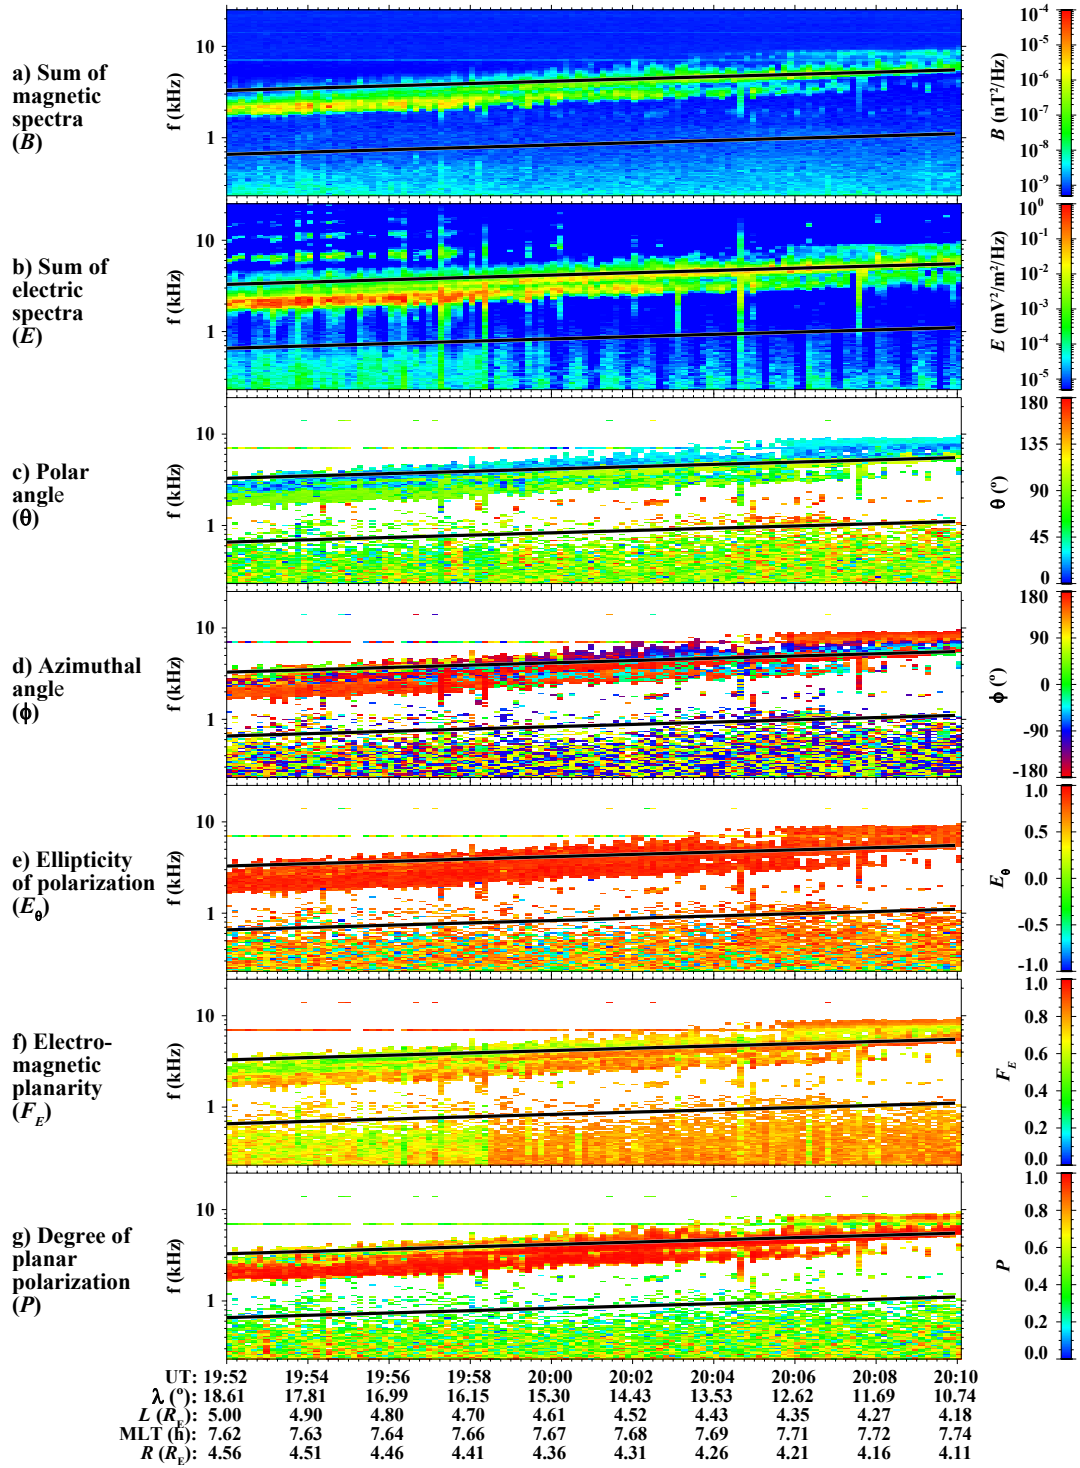 a) Sum of
magnetic
spectra
(B)
f (kHz)
10
1
10⁻⁴
10⁻⁵
10⁻⁶
10⁻⁷
10⁻⁸
10⁻⁹
B (nT²/Hz)
b) Sum of
electric
spectra
(E)
f (kHz)
10
1
10⁰
10⁻¹
10⁻²
10⁻³
10⁻⁴
10⁻⁵
E (mV²/m²/Hz)
c) Polar
angle
(θ)
f (kHz)
10
1
180
135
90
45
0
θ (°)
d) Azimuthal
angle
(ϕ)
f (kHz)
10
1
180
90
0
-90
-180
ϕ (°)
e) Ellipticity
of polarization
(E_θ)
f (kHz)
10
1
1.0
0.5
0.0
-0.5
-1.0
E_θ
f) Electro-
magnetic
planarity
(F_E)
f (kHz)
10
1
1.0
0.8
0.6
0.4
0.2
0.0
F_E
g) Degree of
planar
polarization
(P)
f (kHz)
10
1
1.0
0.8
0.6
0.4
0.2
0.0
P
UT: 19:52 19:54 19:56 19:58 20:00 20:02 20:04 20:06 20:08 20:10
λ (°): 18.61 17.81 16.99 16.15 15.30 14.43 13.53 12.62 11.69 10.74
L (R_E): 5.00 4.90 4.80 4.70 4.61 4.52 4.43 4.35 4.27 4.18
MLT (h): 7.62 7.63 7.64 7.66 7.67 7.68 7.69 7.71 7.72 7.74
R (R_E): 4.56 4.51 4.46 4.41 4.36 4.31 4.26 4.21 4.16 4.11